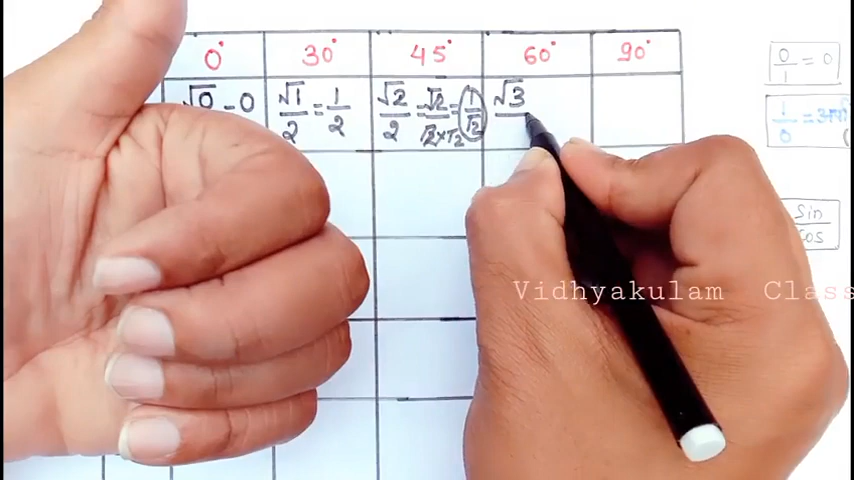 0° 30° 45° 60° 90°
√0 = 0 √1/2 = 1/2 √2/2 = √2/√2×√2 = 1/√2 √3
0/1 = 0
1/0 =
Sin/Cos
Vidhyakulam Class